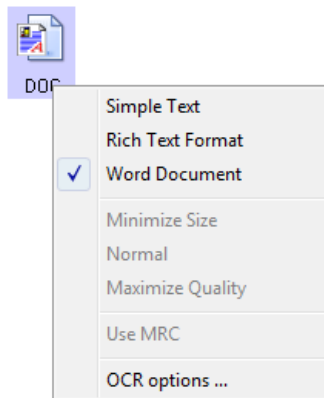 DOC
Simple Text
Rich Text Format
Word Document
Minimize Size
Normal
Maximize Quality
Use MRC
OCR options ...